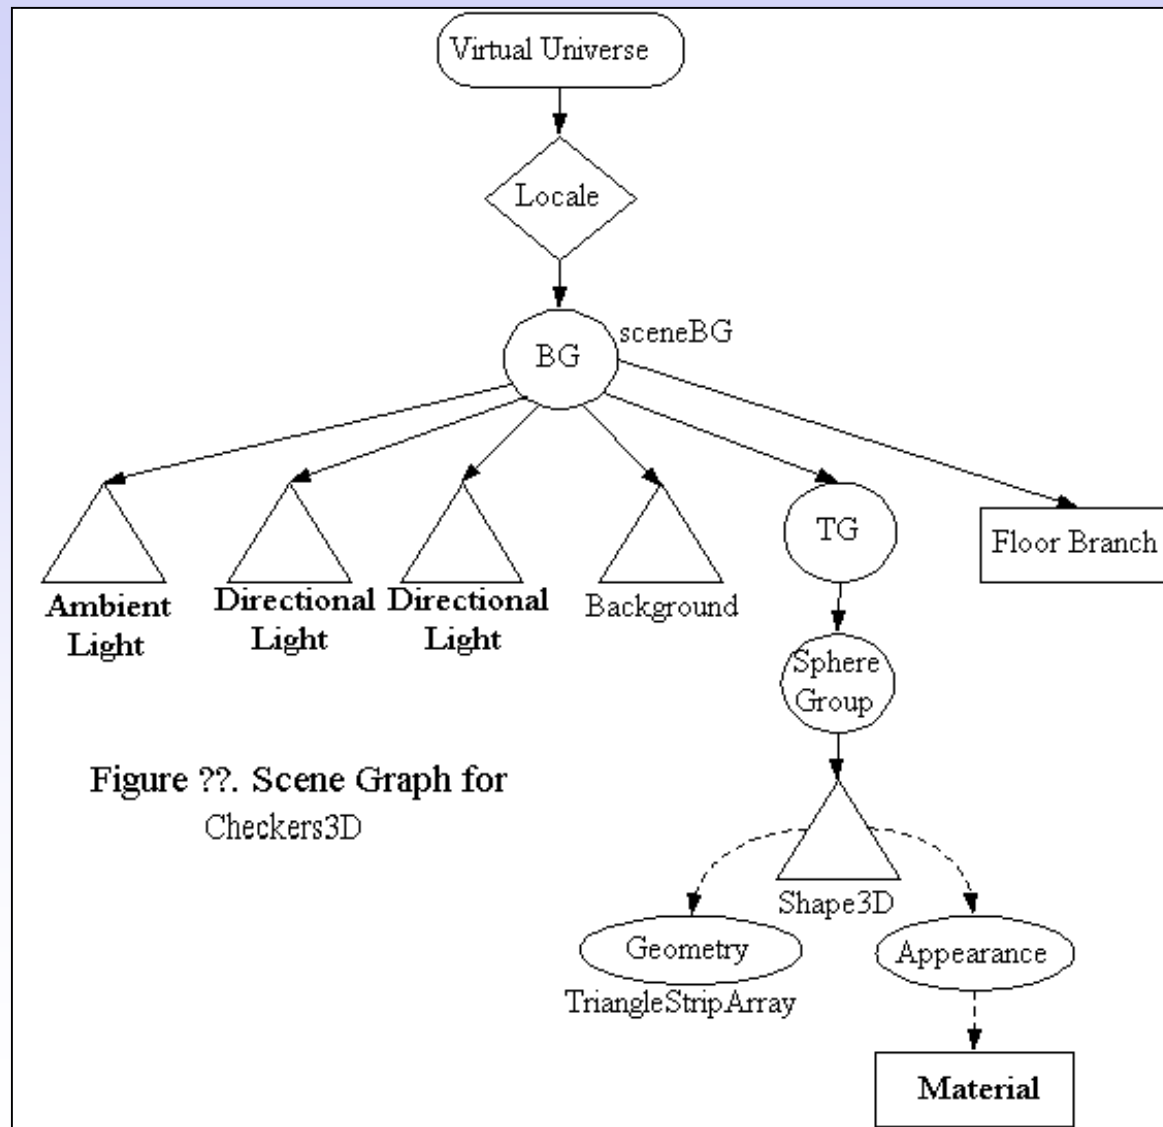 Virtual Universe
Locale
BG
sceneBG
TG
Floor Branch
Ambient
Light
Directional
Light
Directional
Light
Background
Sphere
Group
Figure ??. Scene Graph for
Checkers3D
Shape3D
Geometry
TriangleStripArray
Appearance
Material